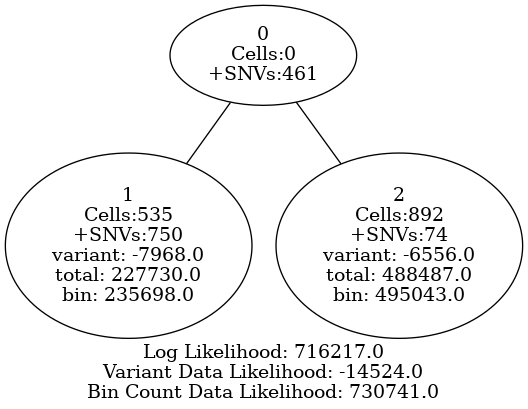 0
Cells:0
+SNVs:461
1
Cells:535
+SNVs:750
variant: -7968.0
total: 227730.0
bin: 235698.0
2
Cells:892
+SNVs:74
variant: -6556.0
total: 488487.0
bin: 495043.0
Log Likelihood: 716217.0
Variant Data Likelihood: -14524.0
Bin Count Data Likelihood: 730741.0